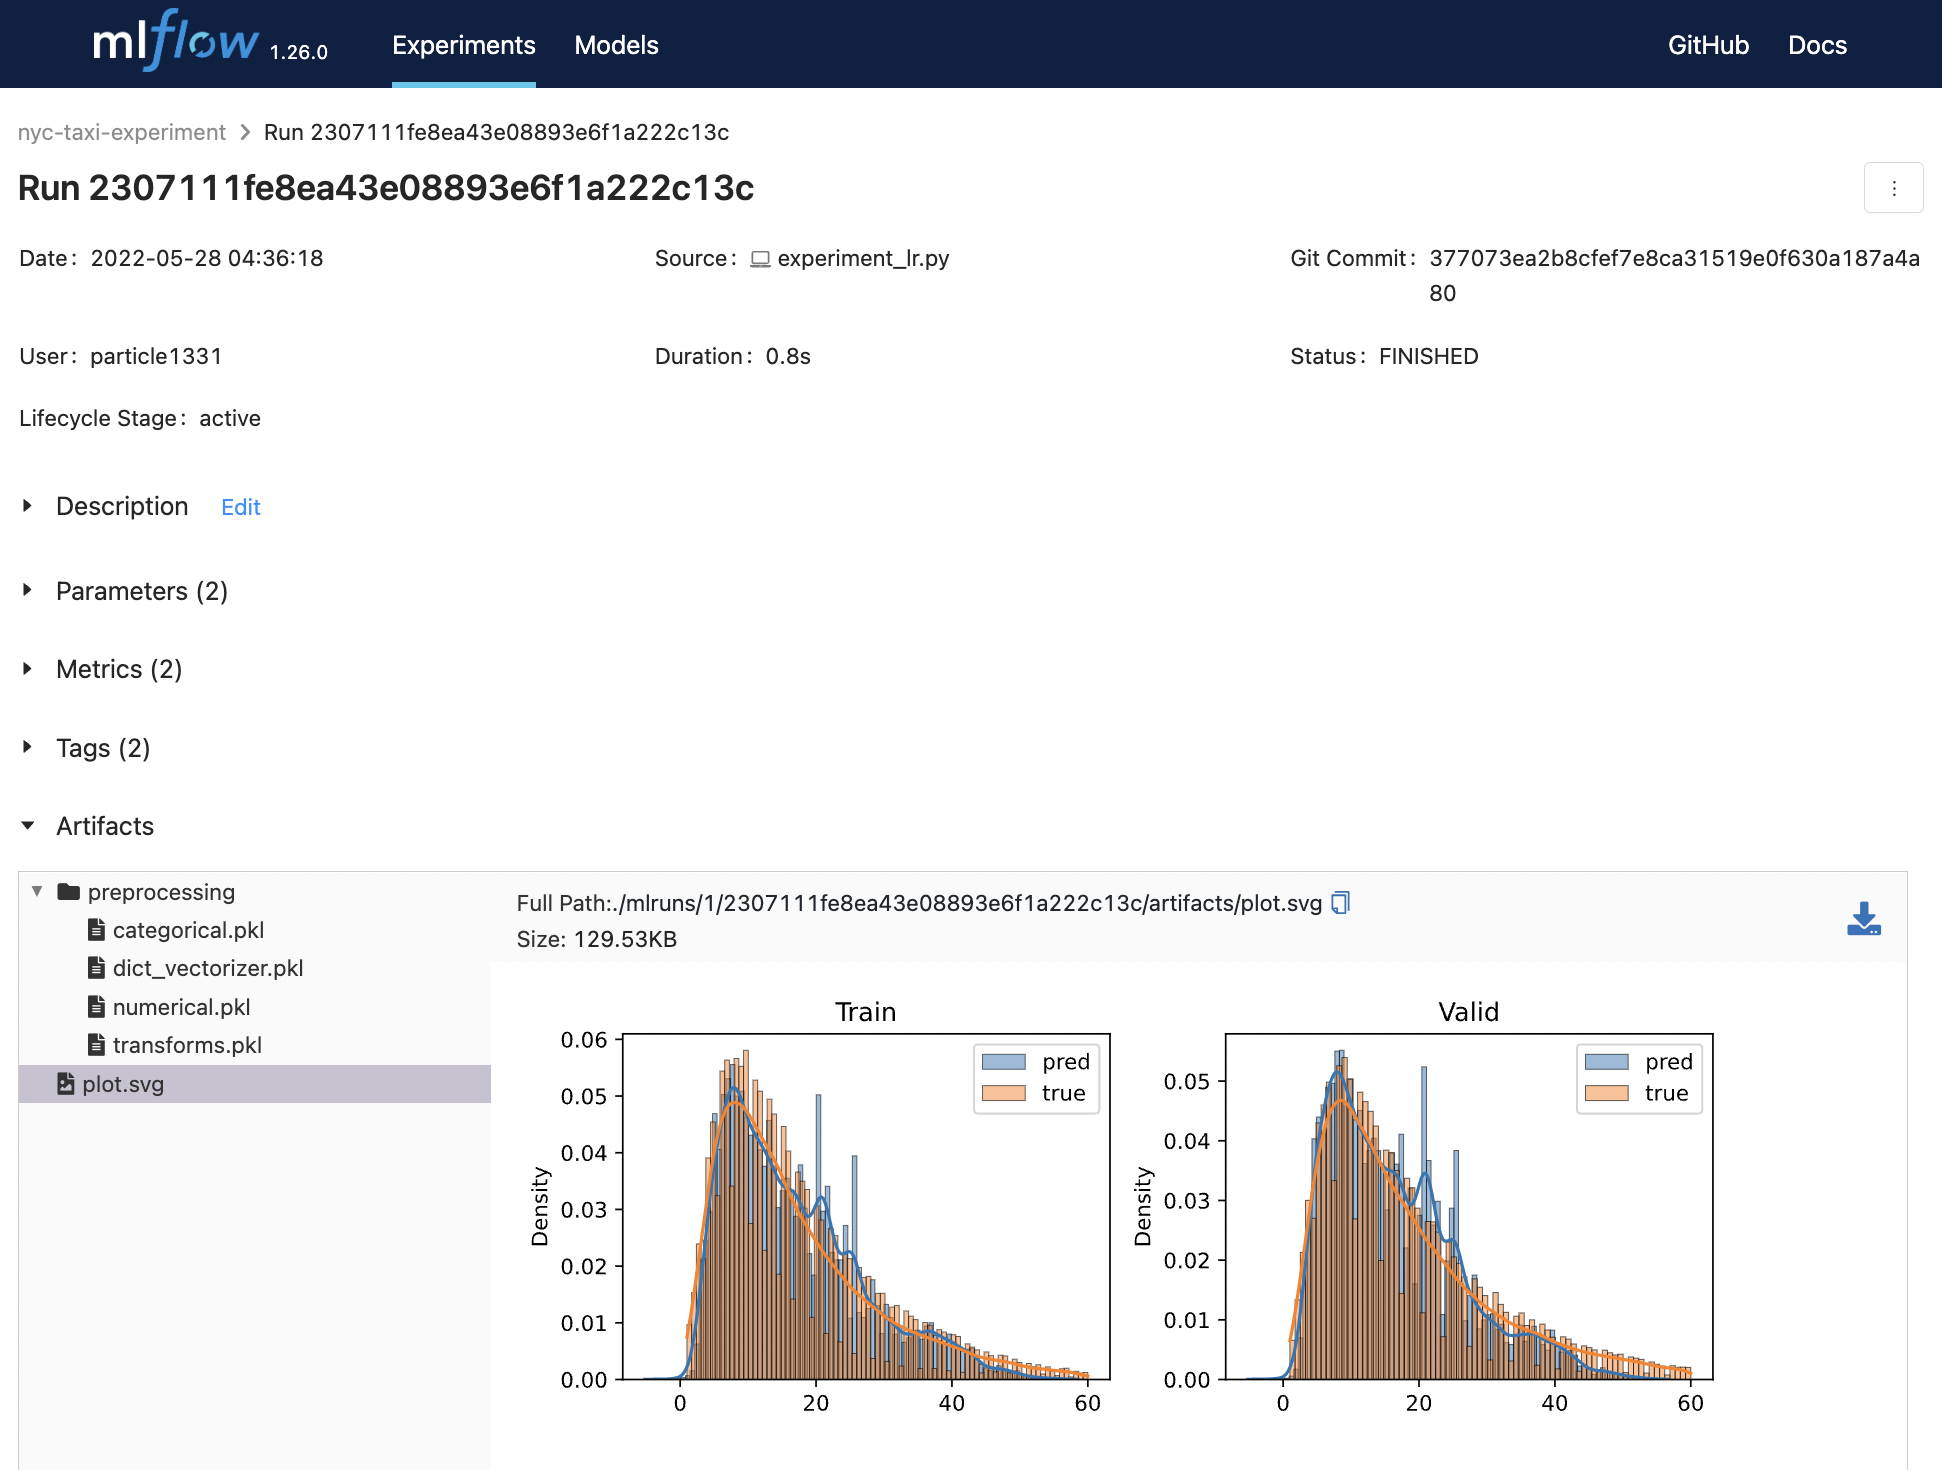 mlflow 1.26.0 Experiments Models GitHub Docs
nyc-taxi-experiment > Run 2307111fe8ea43e08893e6f1a222c13c
Run 2307111fe8ea43e08893e6f1a222c13c
Date: 2022-05-28 04:36:18 Source: experiment_lr.py Git Commit: 377073ea2b8cfef7e8ca31519e0f630a187a4a
80
User: particle1331 Duration: 0.8s Status: FINISHED
Lifecycle Stage: active
Description Edit
Parameters (2)
Metrics (2)
Tags (2)
Artifacts
preprocessing
categorical.pkl
dict_vectorizer.pkl
numerical.pkl
transforms.pkl
plot.svg
Full Path:./mlruns/1/2307111fe8ea43e08893e6f1a222c13c/artifacts/plot.svg
Size: 129.53KB
Train
0.06
0.05
0.04
0.03
0.02
0.01
0.00
Density
pred
true
0 20 40 60
Valid
0.05
0.04
0.03
0.02
0.01
0.00
Density
pred
true
0 20 40 60